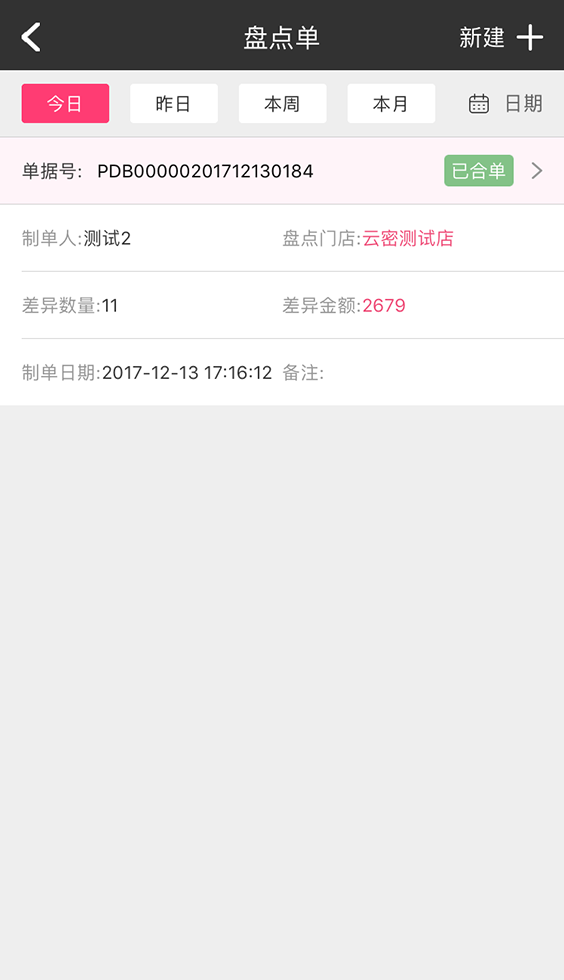 盘点单 新建
今日 昨日 本周 本月 日期
单据号: PDB00000201712130184 已合单
制单人:测试2 盘点门店:云密测试店
差异数量:11 差异金额:2679
制单日期:2017-12-13 17:16:12 备注: